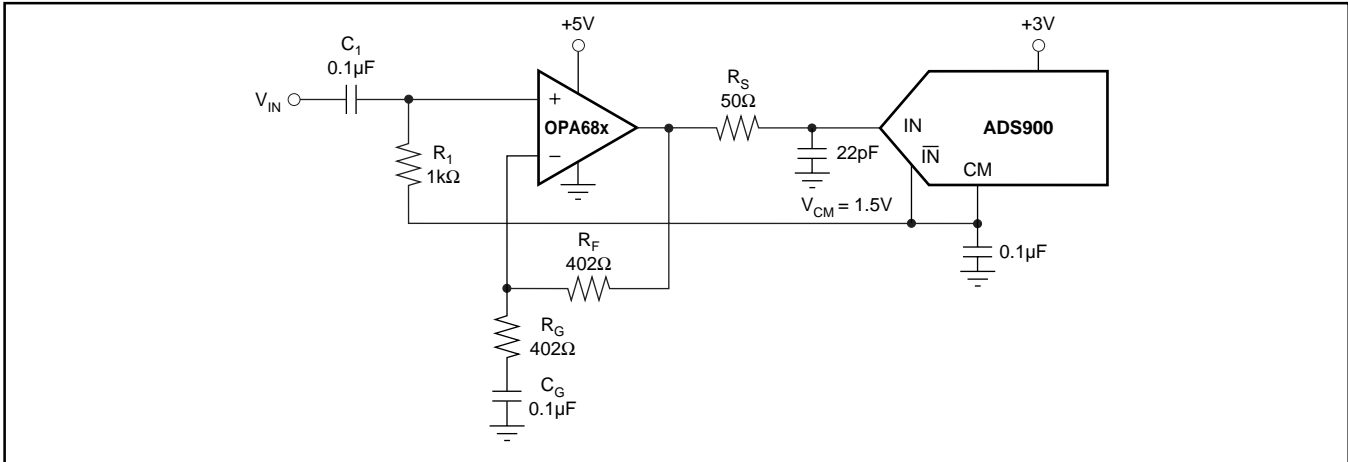 +5V
+3V
C1
0.1µF
VIN
+
OPA68x
−
RS
50Ω
IN
ADS900
IN
CM
22pF
R1
1kΩ
VCM = 1.5V
0.1µF
RF
402Ω
RG
402Ω
CG
0.1µF